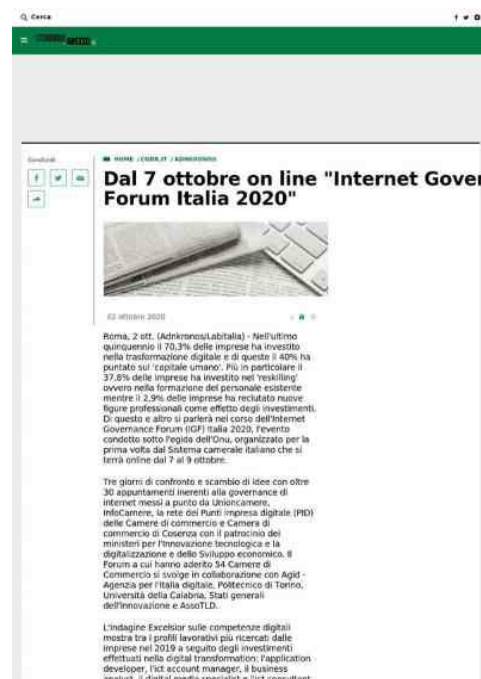 Cerca
Condividi
HOME / CORR.IT / ADNKRONOS
Dal 7 ottobre on line "Internet Gover
Forum Italia 2020"
02 ottobre 2020
Roma, 2 ott. (Adnkronos/Labitalia) - Nell'ultimo
quinquennio il 70,3% delle imprese ha investito
nella trasformazione digitale e di queste il 40% ha
puntato sul 'capitale umano'. Più in particolare il
37,8% delle imprese ha investito nel 'reskilling'
ovvero nella formazione del personale esistente
mentre il 2,9% delle imprese ha reclutato nuove
figure professionali come effetto degli investimenti.
Di questo e altro si parlerà nel corso dell'Internet
Governance Forum (IGF) Italia 2020, l'evento
condotto sotto l'egida dell'Onu, organizzato per la
prima volta dal Sistema camerale italiano che si
terrà online dal 7 al 9 ottobre.
Tre giorni di confronto e scambio di idee con oltre
30 appuntamenti inerenti alla governance di
internet messi a punto da Unioncamere,
InfoCamere, la rete dei Punti impresa digitale (PID)
delle Camere di commercio e Camera di
commercio di Cosenza con il patrocinio dei
ministeri per l'Innovazione tecnologica e la
digitalizzazione e dello Sviluppo economico. Il
Forum a cui hanno aderito 54 Camere di
Commercio si svolge in collaborazione con Agid -
Agenzia per l'Italia digitale, Politecnico di Torino,
Università della Calabria, Stati generali
dell'Innovazione e AssoTLD.
L'indagine Excelsior sulle competenze digitali
mostra tra i profili lavorativi più ricercati dalle
imprese nel 2019 a seguito degli investimenti
effettuati nella digital transformation: l'application
developer, l'ict account manager, il business
analyst, il digital media specialist e l'ict consultant